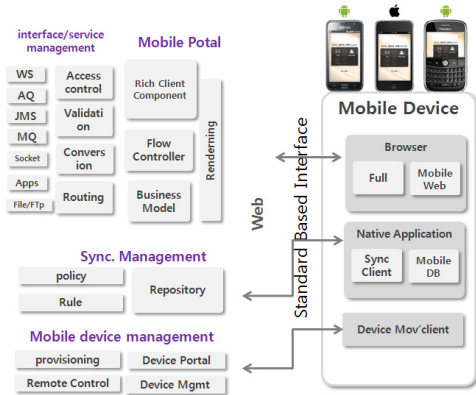 interface/service
management
WS
AQ
JMS
MQ
Socket
Apps
File/FTp
Access
control
Validati
on
Convers
ion
Routing
Mobile Potal
Rich Client
Component
Flow
Controller
Business
Model
Renderning
Sync. Management
policy
Rule
Repository
Mobile device management
provisioning
Device Portal
Remote Control
Device Mgmt
Web
Standard Based Interface
Mobile Device
Browser
Full
Mobile
Web
Native Application
Sync
Client
Mobile
DB
Device Mov'client